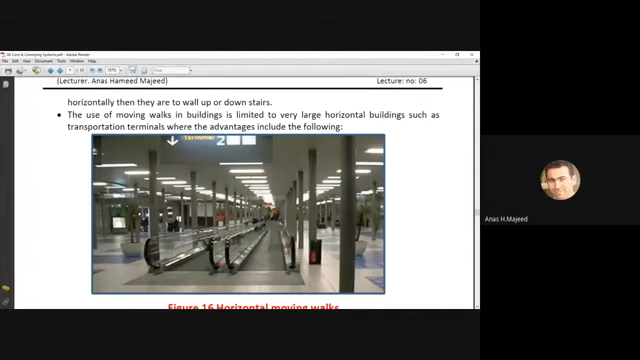 3A Core & Conveying Systems.pdf - Adobe Reader
File Edit View Document Tools Window Help
(Lecturer. Anas Hameed Majeed) Lecture: no: 06
horizontally then they are to wall up or down stairs.
• The use of moving walks in buildings is limited to very large horizontal buildings such as
transportation terminals where the advantages include the following:
Terminal
2
Anas H.Majeed
Figure 16 Horizontal moving walks